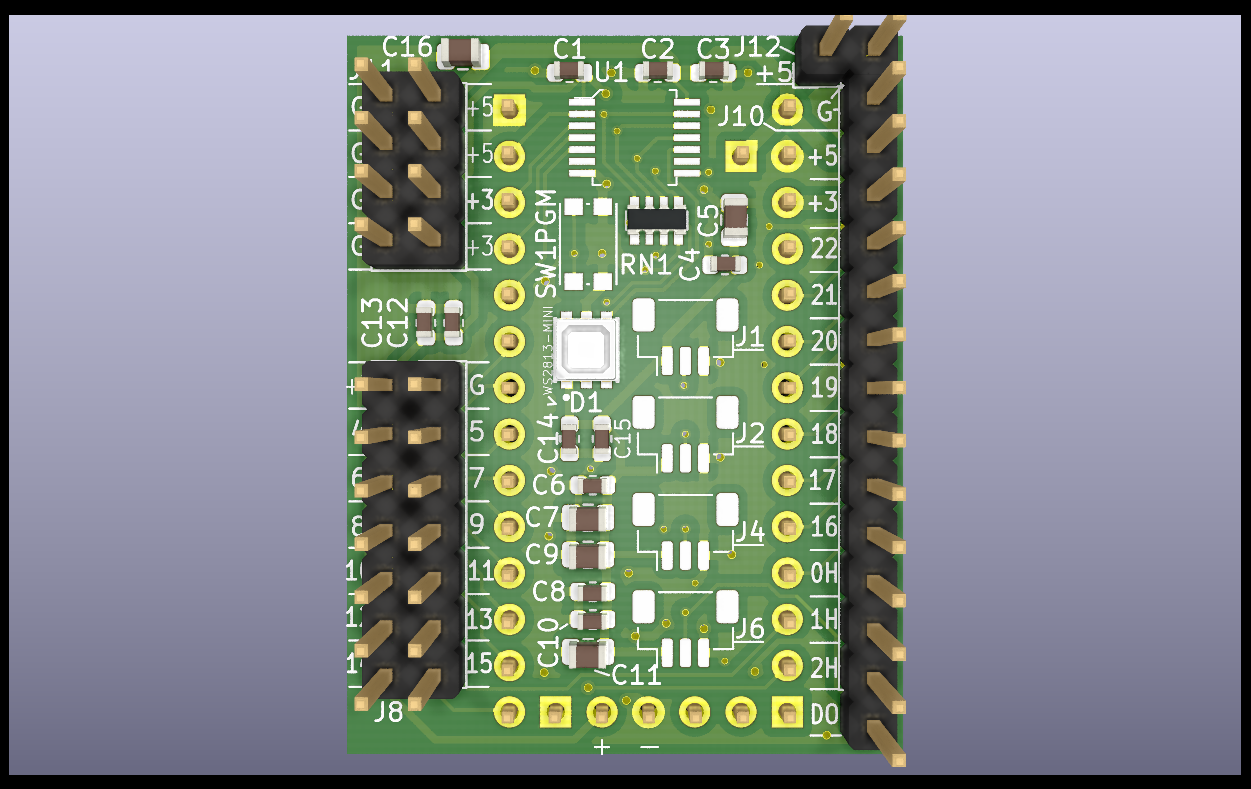 C16
C1
C2
C3
J12
U1
+5
+5
J10
G
+5
+5
+3
+3
SW1PGM
C5
22
+3
RN1
C4
21
C13
C12
WS2813-MINI
J1
20
G
19
D1
5
C14
C15
J2
18
7
C6
17
9
C7
J4
16
C9
11
0H
C8
13
C10
J6
1H
15
C11
2H
J8
D0
+ −